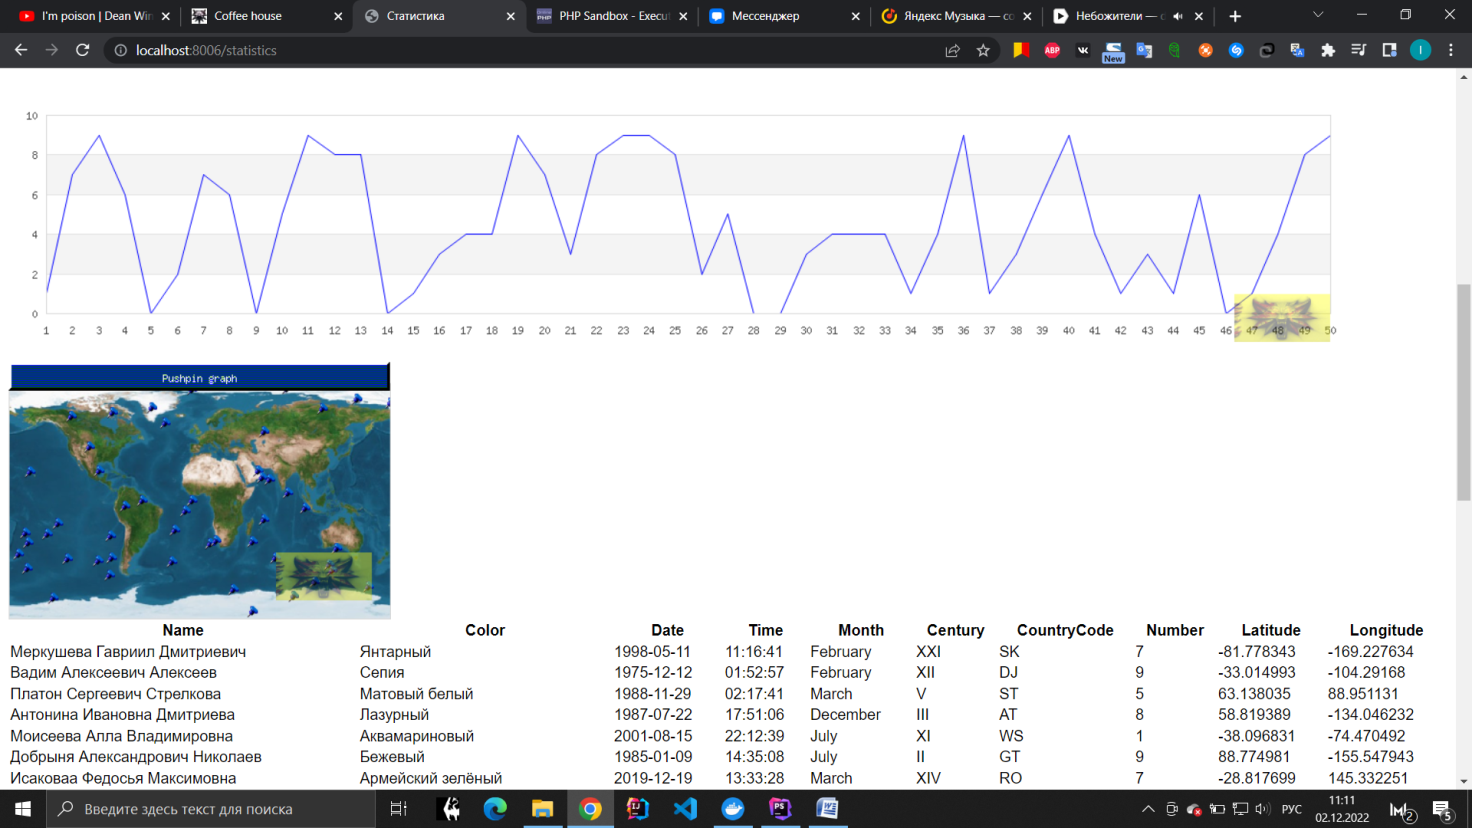 I'm poison | Dean Win
Coffee house
Статистика
PHP Sandbox - Execut
Мессенджер
Яндекс Музыка — со
Небожители — с
localhost:8006/statistics
ABP
New
I
10
8
6
4
2
0
1 2 3 4 5 6 7 8 9 10 11 12 13 14 15 16 17 18 19 20 21 22 23 24 25 26 27 28 29 30 31 32 33 34 35 36 37 38 39 40 41 42 43 44 45 46 47 48 49 50
Pushpin graph
Name Color Date Time Month Century CountryCode Number Latitude Longitude
Меркушева Гавриил Дмитриевич Янтарный 1998-05-11 11:16:41 February XXI SK 7 -81.778343 -169.227634
Вадим Алексеевич Алексеев Сепия 1975-12-12 01:52:57 February XII DJ 9 -33.014993 -104.29168
Платон Сергеевич Стрелкова Матовый белый 1988-11-29 02:17:41 March V ST 5 63.138035 88.951131
Антонина Ивановна Дмитриева Лазурный 1987-07-22 17:51:06 December III AT 8 58.819389 -134.046232
Моисеева Алла Владимировна Аквамариновый 2001-08-15 22:12:39 July XI WS 1 -38.096831 -74.470492
Добрыня Александрович Николаев Бежевый 1985-01-09 14:35:08 July II GT 9 88.774981 -155.547943
Исаковаа Федосья Максимовна Армейский зелёный 2019-12-19 13:33:28 March XIV RO 7 -28.817699 145.332251
Введите здесь текст для поиска
РУС
11:11
02.12.2022
2
5